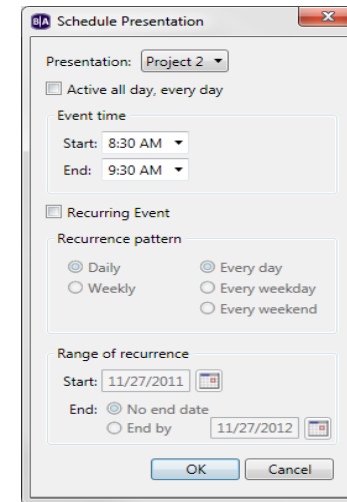 B|A Schedule Presentation
Presentation: Project 2
Active all day, every day
Event time
Start: 8:30 AM
End: 9:30 AM
Recurring Event
Recurrence pattern
Daily Every day
Weekly Every weekday
Every weekend
Range of recurrence
Start: 11/27/2011
End: No end date
End by 11/27/2012
OK Cancel